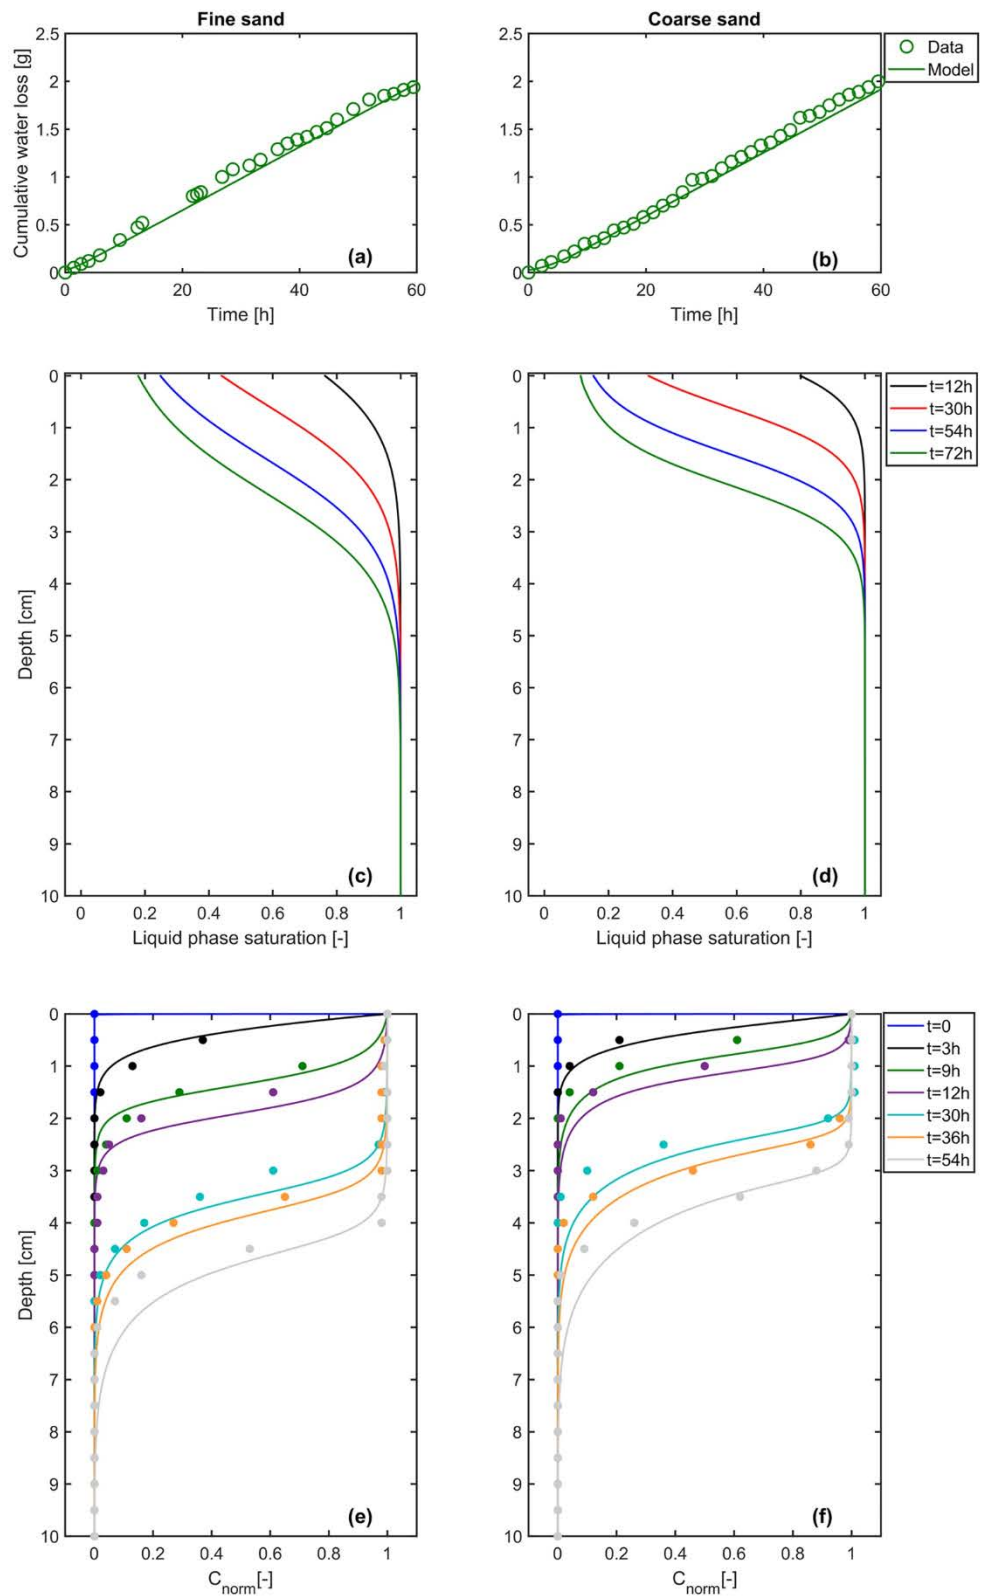 Fine sand
Coarse sand
Cumulative water loss [g]
2.5
2
1.5
1
0.5
0
(a)
0 20 40 60
Time [h]
2.5
2
1.5
1
0.5
0
(b)
0 20 40 60
Time [h]
Data
Model
Depth [cm]
0
1
2
3
4
5
6
7
8
9
10
(c)
0 0.2 0.4 0.6 0.8 1
Liquid phase saturation [-]
0
1
2
3
4
5
6
7
8
9
10
(d)
0 0.2 0.4 0.6 0.8 1
Liquid phase saturation [-]
t=12h
t=30h
t=54h
t=72h
Depth [cm]
0
1
2
3
4
5
6
7
8
9
10
(e)
0 0.2 0.4 0.6 0.8 1
Cnorm[-]
0
1
2
3
4
5
6
7
8
9
10
(f)
0 0.2 0.4 0.6 0.8 1
Cnorm[-]
t=0
t=3h
t=9h
t=12h
t=30h
t=36h
t=54h